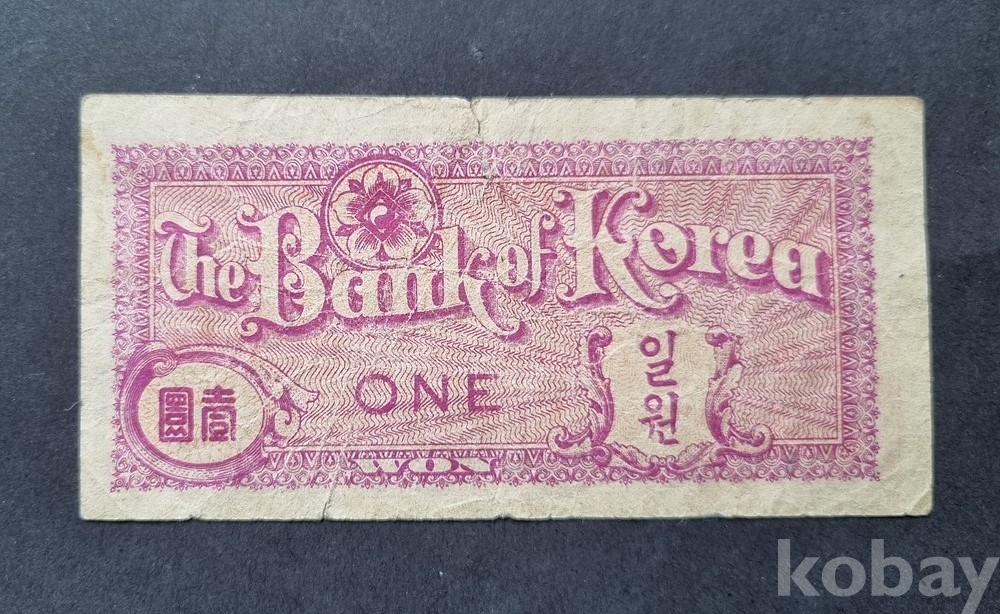 The Bank of Korea
ONE
圓壹
일
원
WON
kobay